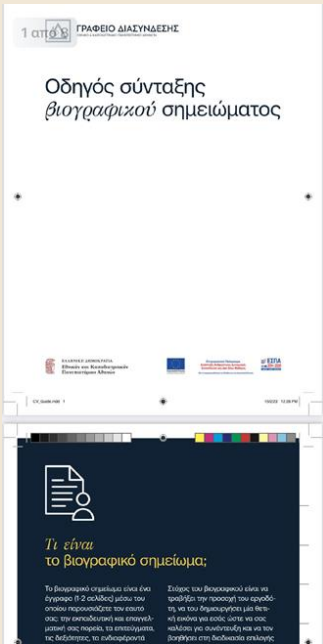 1 από 8
ΓΡΑΦΕΙΟ ΔΙΑΣΥΝΔΕΣΗΣ
Οδηγός σύνταξης
βιογραφικού σημειώματος
ΕΛΛΗΝΙΚΗ ΔΗΜΟΚΡΑΤΙΑ
Εθνικόν και Καποδιστριακόν
Πανεπιστήμιον Αθηνών
ΕΣΠΑ
CV_Guide.indd 1
Τι είναι
το βιογραφικό σημείωμα;
Το βιογραφικό σημείωμα είναι ένα
έγγραφο (1-2 σελίδες) μέσω του
οποίου παρουσιάζετε τον εαυτό
σας: την εκπαιδευτική και επαγγελ-
ματική σας πορεία, τα επιτεύγματα,
τις δεξιότητες, τα ενδιαφέροντα
Στόχος του βιογραφικού είναι να
τραβήξει την προσοχή του εργοδό-
τη, να του δημιουργήσει μία θετι-
κή εικόνα για εσάς ώστε να σας
καλέσει για συνέντευξη και να τον
βοηθήσει στη διαδικασία επιλογής